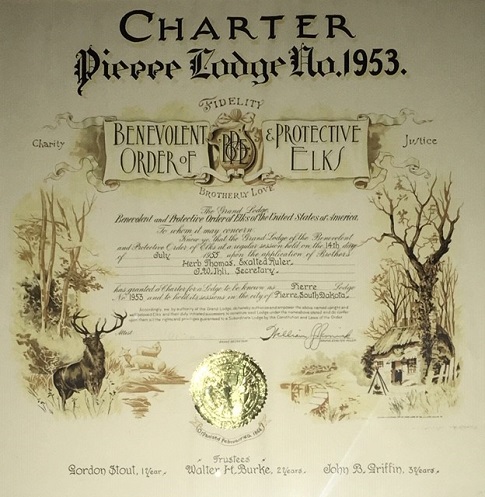 CHARTER
Pierre Lodge No. 1953.
FIDELITY
Charity
BENEVOLENT & PROTECTIVE
Justice
ORDER OF ELKS
BROTHERLY LOVE
The Grand Lodge
Benevolent and Protective Order of Elks of the United States of America.
To whom it may concern
Know ye that the Grand Lodge of the Benevolent
and Protective Order of Elks at a regular session held on the 14th day
of July 1955 upon the application of Brothers
Herb Thomas, Exalted Ruler,
Secretary.
has granted a Charter for a Lodge to be known as Pierre Lodge
No. 1953 and to hold its sessions in the city of Pierre, South Dakota.
Attest
Trustees
Gordon Stout, 1 Year, Walter H. Burke, 2 Years. John B. Griffin, 3 Years.